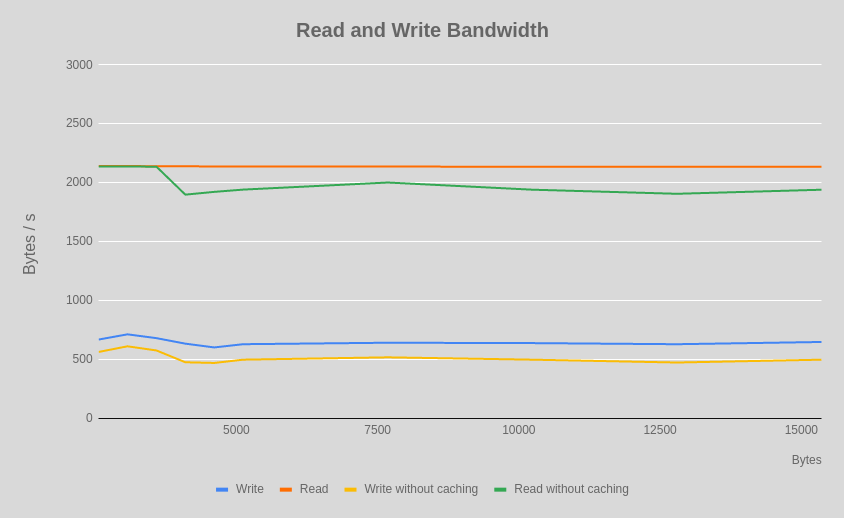 Read and Write Bandwidth
Bytes / s
3000
2500
2000
1500
1000
500
0
5000 7500 10000 12500 15000
Bytes
Write Read Write without caching Read without caching